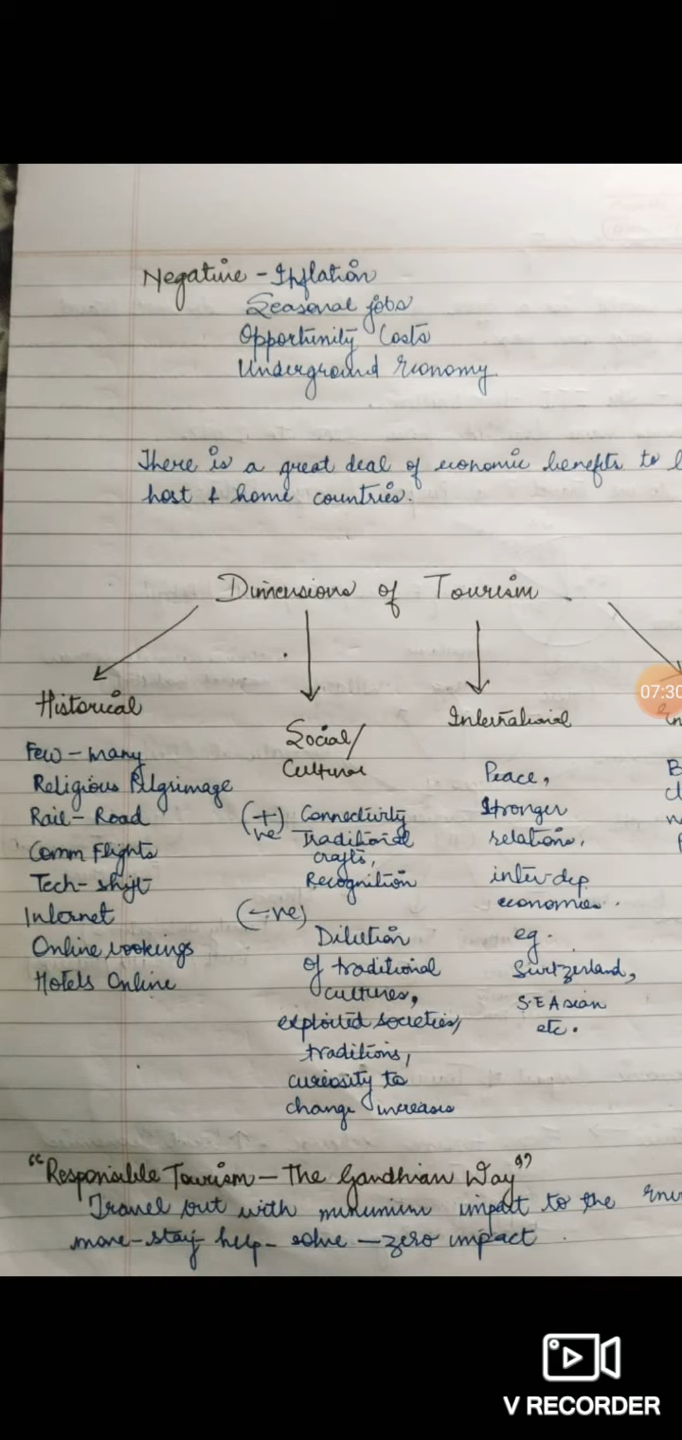 Negative - Inflation
Seasonal jobs
Opportunity Costs
Underground Economy
There is a great deal of economic benefits to
host & home countries.
Dimensions of Tourism
Historical
Few - many
Religious Pilgrimage
Rail - Road
Comm Flights
Tech - shift
Internet
Online bookings
Hotels Online
Social/
Cultural
(+)ve Connectivity
Traditional
crafts,
Recognition
(-ve)
Dilution
of traditional
cultures,
exploited societies,
traditions,
curiosity to
change increases
International
Peace,
Stronger
relations,
inter-dep
economies.
eg.
Switzerland,
S.E Asian
etc.
07:30
"Responsible Tourism - The Gandhian Way"
Travel but with minimum impact to the
more - stay - help - solve - zero impact
V RECORDER